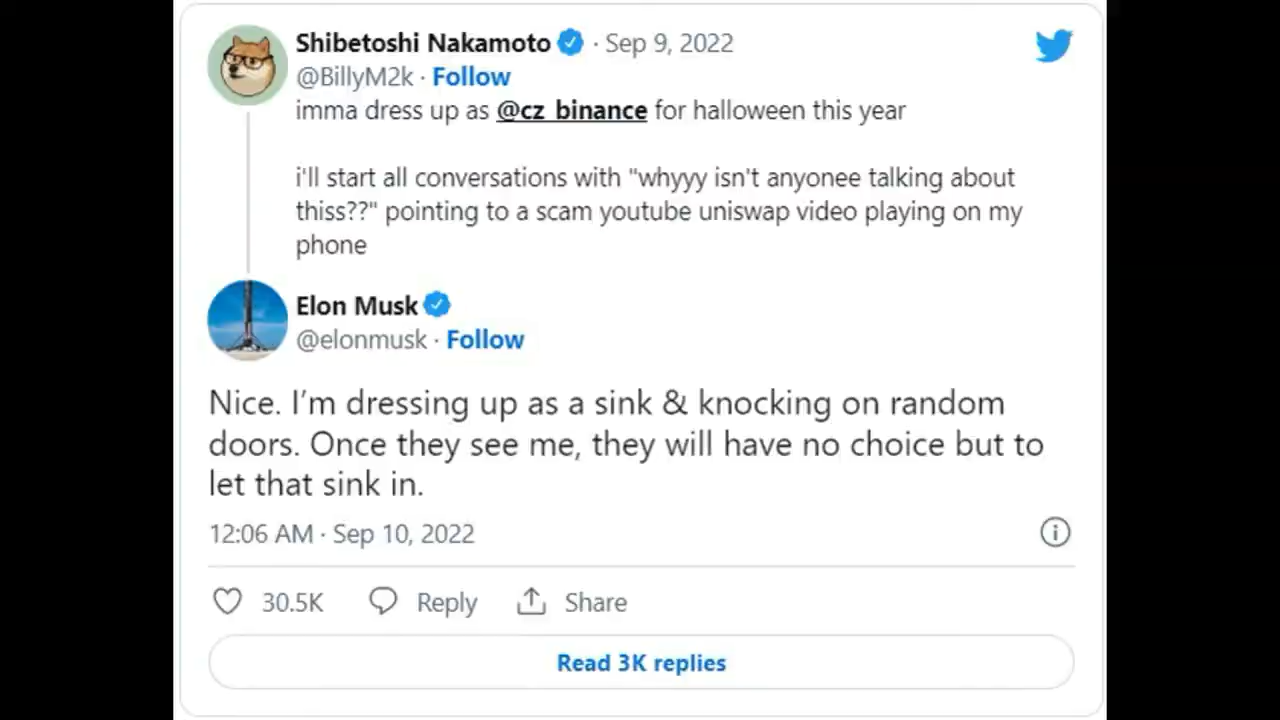 Shibetoshi Nakamoto · Sep 9, 2022
@BillyM2k · Follow
imma dress up as @cz_binance for halloween this year
i'll start all conversations with "whyyy isn't anyonee talking about
thiss??" pointing to a scam youtube uniswap video playing on my
phone
Elon Musk
@elonmusk · Follow
Nice. I’m dressing up as a sink & knocking on random
doors. Once they see me, they will have no choice but to
let that sink in.
12:06 AM · Sep 10, 2022
30.5K Reply Share
Read 3K replies